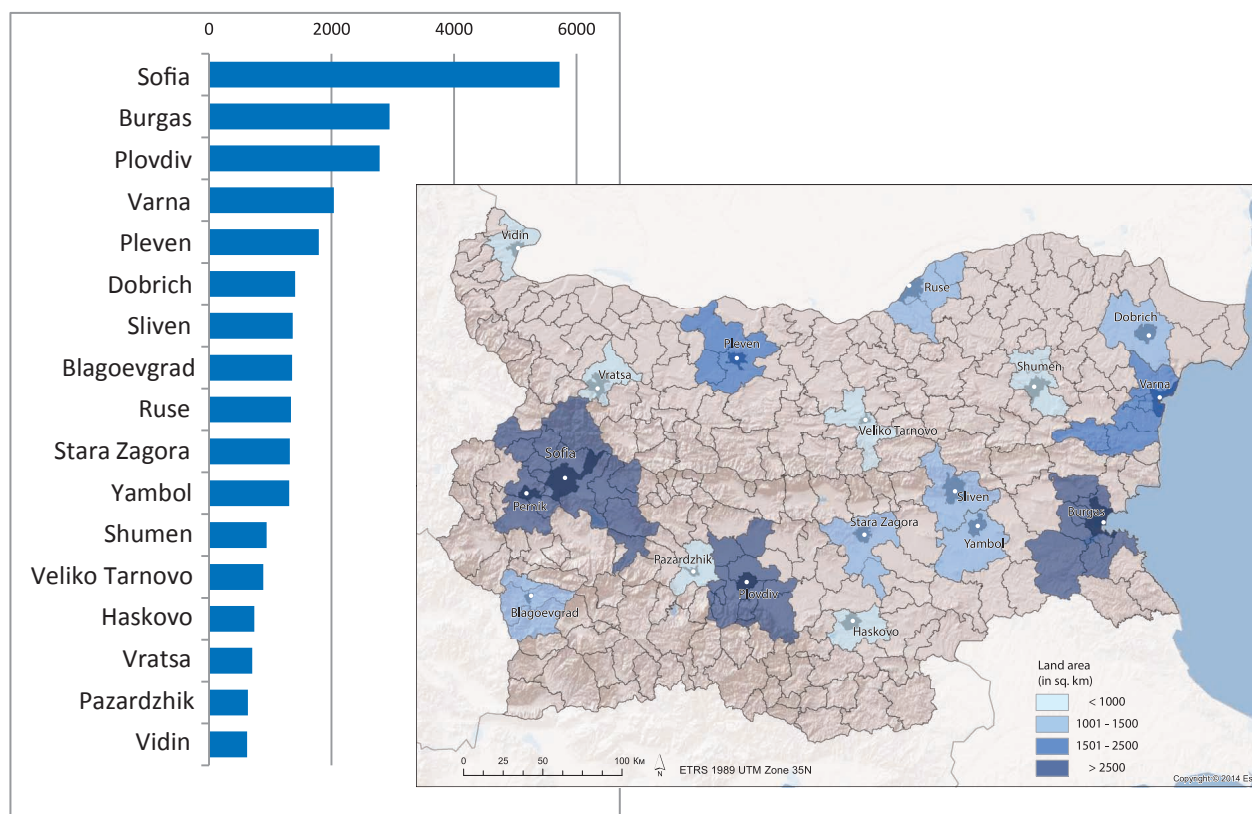 0 2000 4000 6000
Sofia
Burgas
Plovdiv
Varna
Pleven
Dobrich
Sliven
Blagoevgrad
Ruse
Stara Zagora
Yambol
Shumen
Veliko Tarnovo
Haskovo
Vratsa
Pazardzhik
Vidin
Vidin
Ruse
Dobrich
Pleven
Vratsa
Shumen
Varna
Veliko Tarnovo
Sofia
Pernik
Sliven
Burgas
Stara Zagora
Yambol
Pazardzhik
Plovdiv
Blagoevgrad
Haskovo
Land area
(in sq. km)
< 1000
1001 - 1500
1501 - 2500
> 2500
0 25 50 100 Km
N
ETRS 1989 UTM Zone 35N
Copyright © 2014 Es